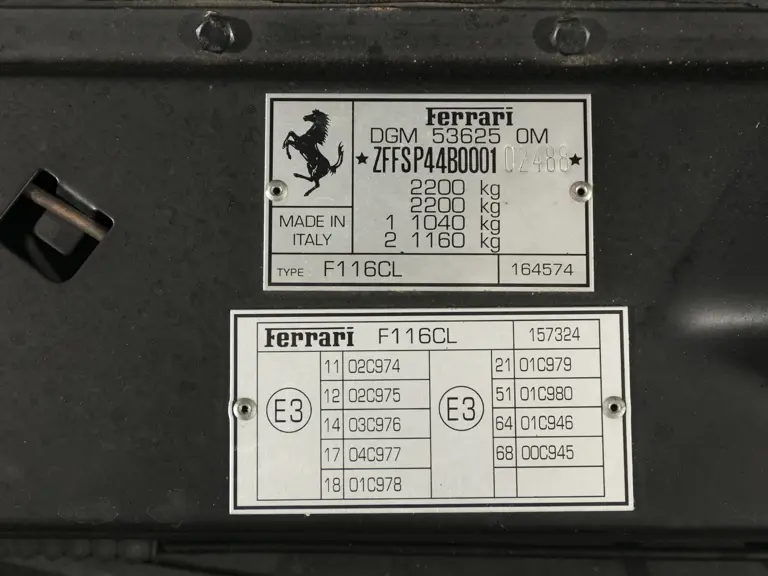 Ferrari
DGM 53625 OM
★ZFFSP44B000102488★
2200 kg
2200 kg
1 1040 kg
2 1160 kg
MADE IN
ITALY
TYPE F116CL 164574
Ferrari F116CL 157324
E3
11 02C974
12 02C975
14 03C976
17 04C977
18 01C978
E3
21 01C979
51 01C980
64 01C946
68 00C945